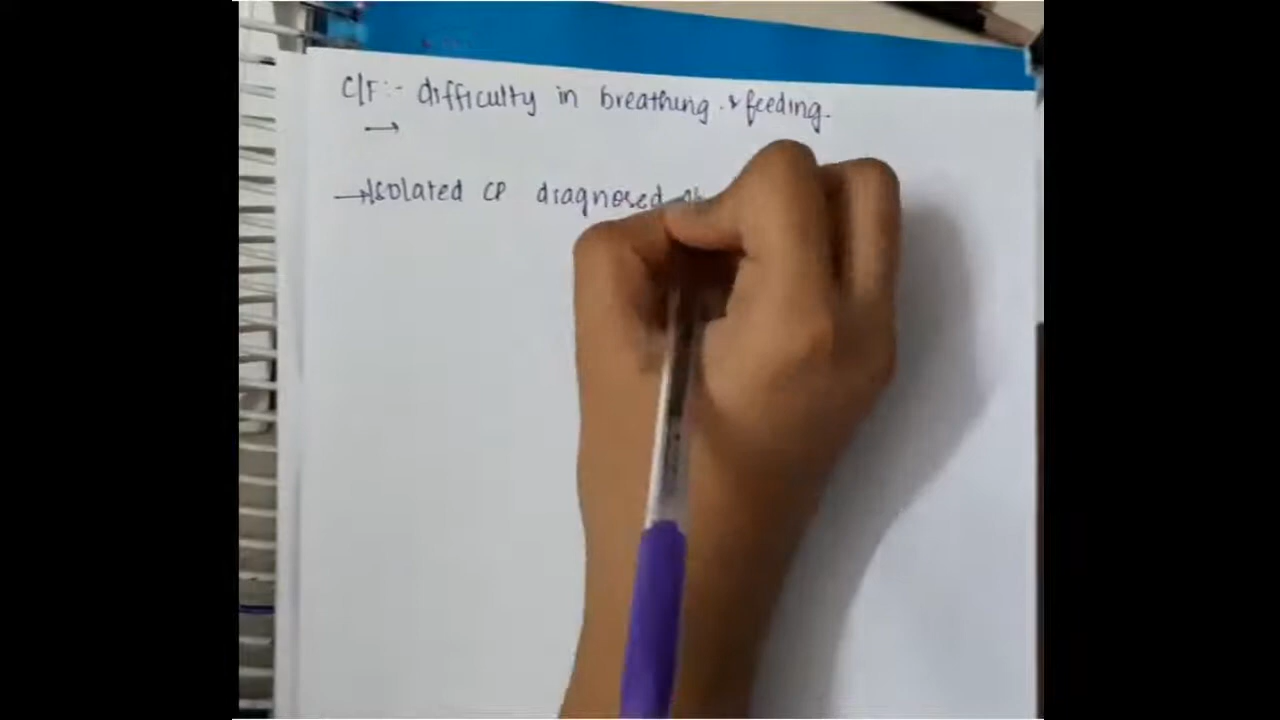 C/F:- difficulty in breathing & feeding.
→
→ Isolated CP diagnosed